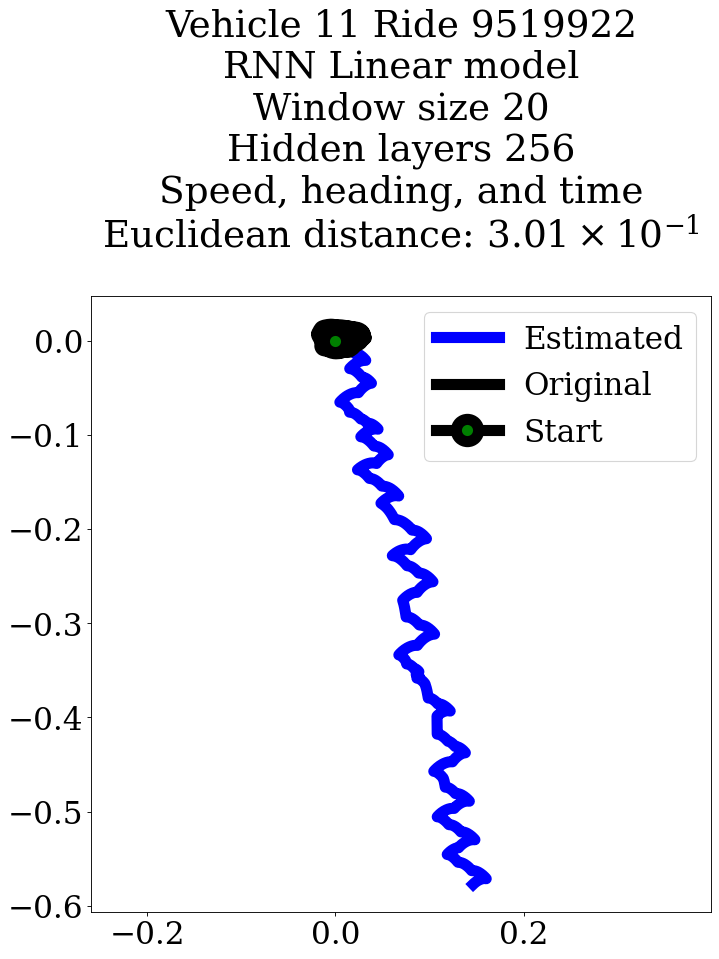 Vehicle 11 Ride 9519922
RNN Linear model
Window size 20
Hidden layers 256
Speed, heading, and time
Euclidean distance: 3.01 × 10⁻¹
Estimated
Original
Start
0.0
−0.1
−0.2
−0.3
−0.4
−0.5
−0.6
−0.2 0.0 0.2